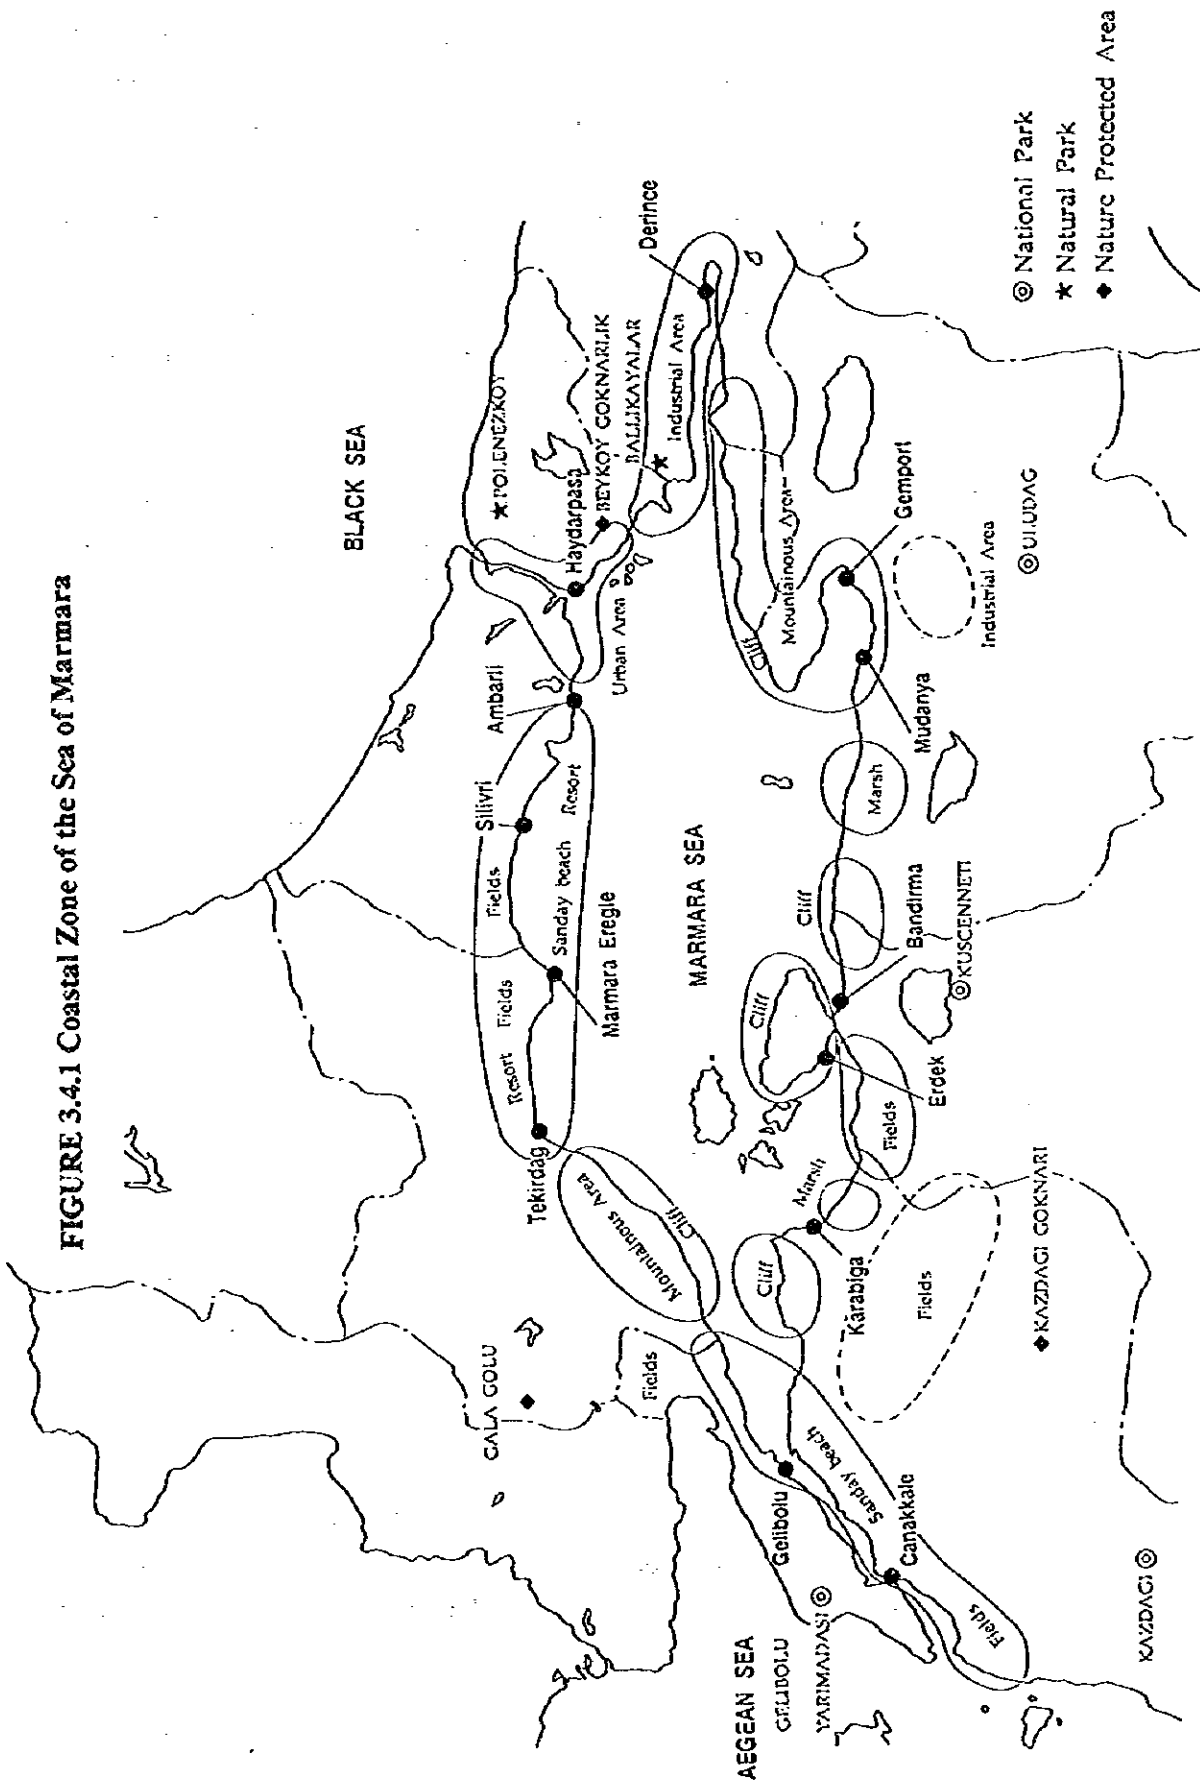 FIGURE 3.4.1 Coastal Zone of the Sea of Marmara
BLACK SEA
POLENEZKOY
Haydarpasa
BEYKOY GOKNARLIK
BALLIKAYALAR
Industrial Area
Derince
Urban Area
Ambarli
Silivri
Resort
Fields
Sanday beach
Marmara Eregle
Fields
Resort
Tekirdag
Mountainous Area
Cliff
CALA GOLU
Fields
MARMARA SEA
Cliff
Mountainous Area
Gemport
Mudanya
Industrial Area
ULUDAG
Marsh
Cliff
Bandirma
KUSCENNETI
Cliff
Erdek
Fields
Marsh
Karabiga
Cliff
Fields
KAZDAGI GOKNARI
Gelibolu
Sanday beach
Canakkale
Fields
AEGEAN SEA
GELIBOLU
YARIMADASI
KAZDAGI
National Park
Natural Park
Nature Protected Area